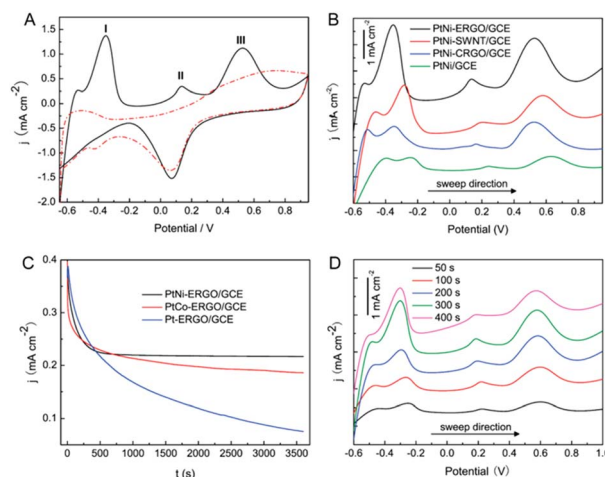 A
I
II
III
j (mA cm-2)
1.5
1.0
0.5
0.0
-0.5
-1.0
-1.5
-2.0
-0.6 -0.4 -0.2 0.0 0.2 0.4 0.6 0.8
Potential / V
B
PtNi-ERGO/GCE
PtNi-SWNT/GCE
PtNi-CRGO/GCE
PtNi/GCE
1 mA cm-2
j (mA cm-2)
sweep direction
-0.6 -0.4 -0.2 0.0 0.2 0.4 0.6 0.8
Potential (V)
C
PtNi-ERGO/GCE
PtCo-ERGO/GCE
Pt-ERGO/GCE
j (mA cm-2)
0.4
0.3
0.2
0.1
0 500 1000 1500 2000 2500 3000 3500
t (s)
D
50 s
100 s
200 s
300 s
400 s
1 mA cm-2
j (mA cm-2)
sweep direction
-0.6 -0.4 -0.2 0.0 0.2 0.4 0.6 0.8 1.0
Potential (V)